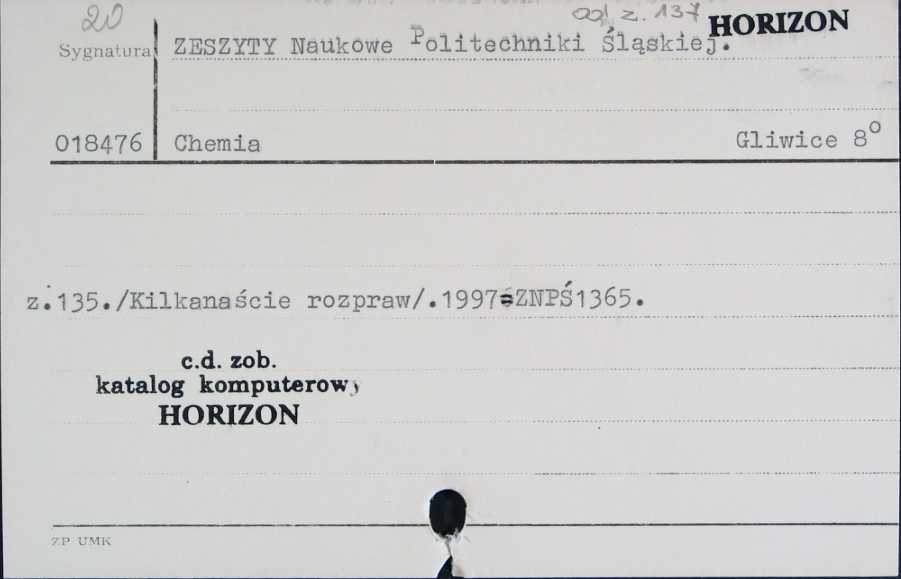 20 od z. 137 HORIZON
Sygnatura ZESZYTY Naukowe Politechniki Śląskiej.
018476 Chemia Gliwice 8°
z.135./Kilkanaście rozpraw/.1997=ZNPŚ1365.
c.d. zob.
katalog komputerowy
HORIZON
ZP UMK